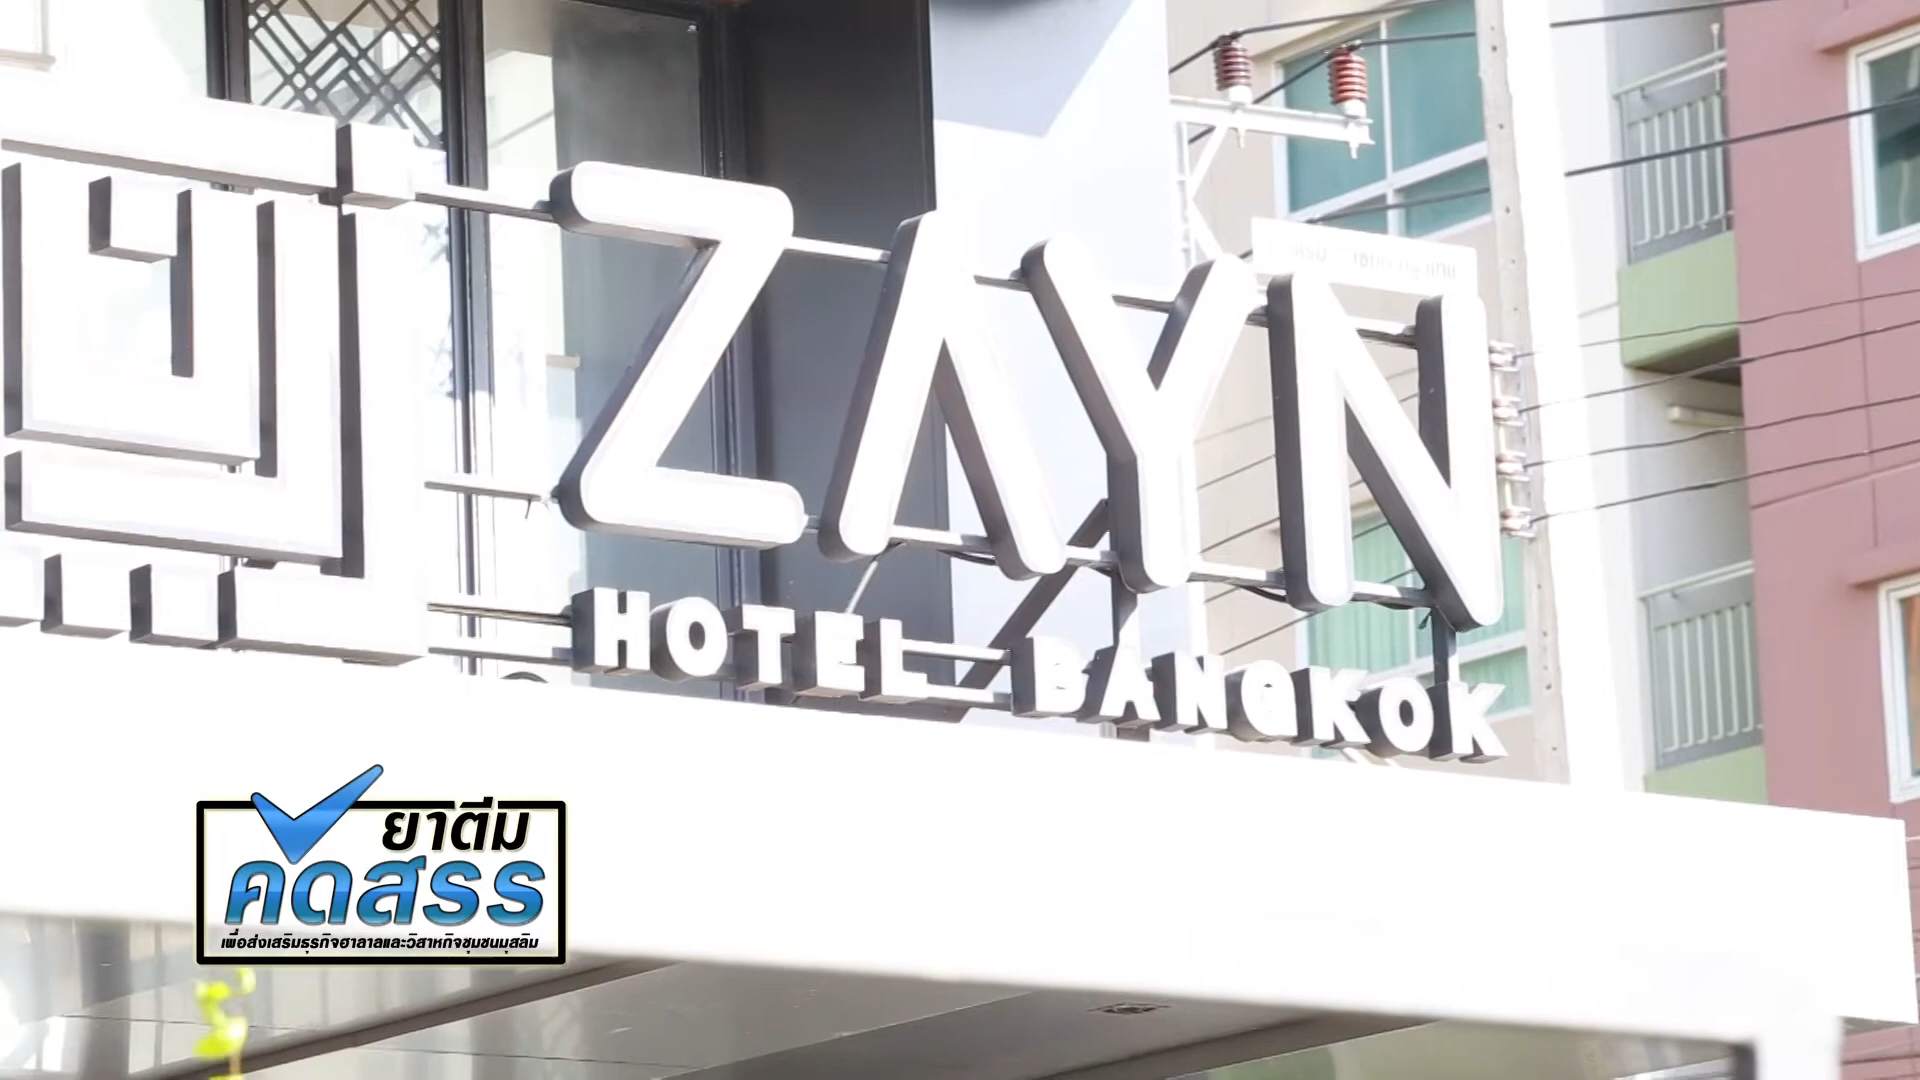 ZAYN
HOTEL BANGKOK
ยาตีม
คัดสรร
เพื่อส่งเสริมธุรกิจฮาลาลและวิสาหกิจชุมชนมุสลิม